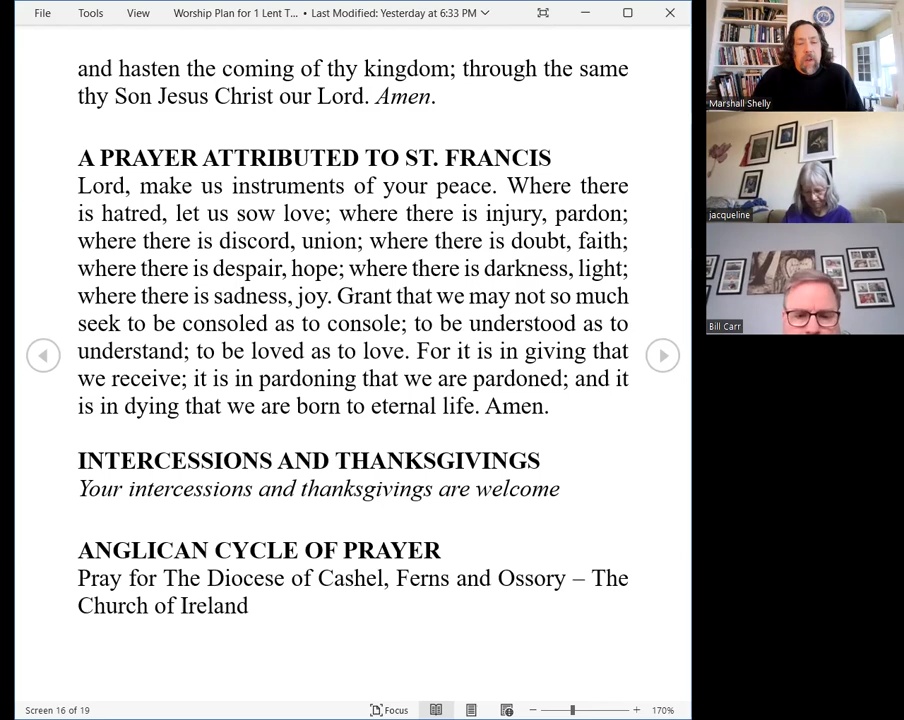 File Tools View Worship Plan for 1 Lent T... • Last Modified: Yesterday at 6:33 PM
and hasten the coming of thy kingdom; through the same
thy Son Jesus Christ our Lord. Amen.
A PRAYER ATTRIBUTED TO ST. FRANCIS
Lord, make us instruments of your peace. Where there
is hatred, let us sow love; where there is injury, pardon;
where there is discord, union; where there is doubt, faith;
where there is despair, hope; where there is darkness, light;
where there is sadness, joy. Grant that we may not so much
seek to be consoled as to console; to be understood as to
understand; to be loved as to love. For it is in giving that
we receive; it is in pardoning that we are pardoned; and it
is in dying that we are born to eternal life. Amen.
INTERCESSIONS AND THANKSGIVINGS
Your intercessions and thanksgivings are welcome
ANGLICAN CYCLE OF PRAYER
Pray for The Diocese of Cashel, Ferns and Ossory – The
Church of Ireland
Screen 16 of 19 Focus 170%
Marshall Shelly
jacqueline
Bill Carr